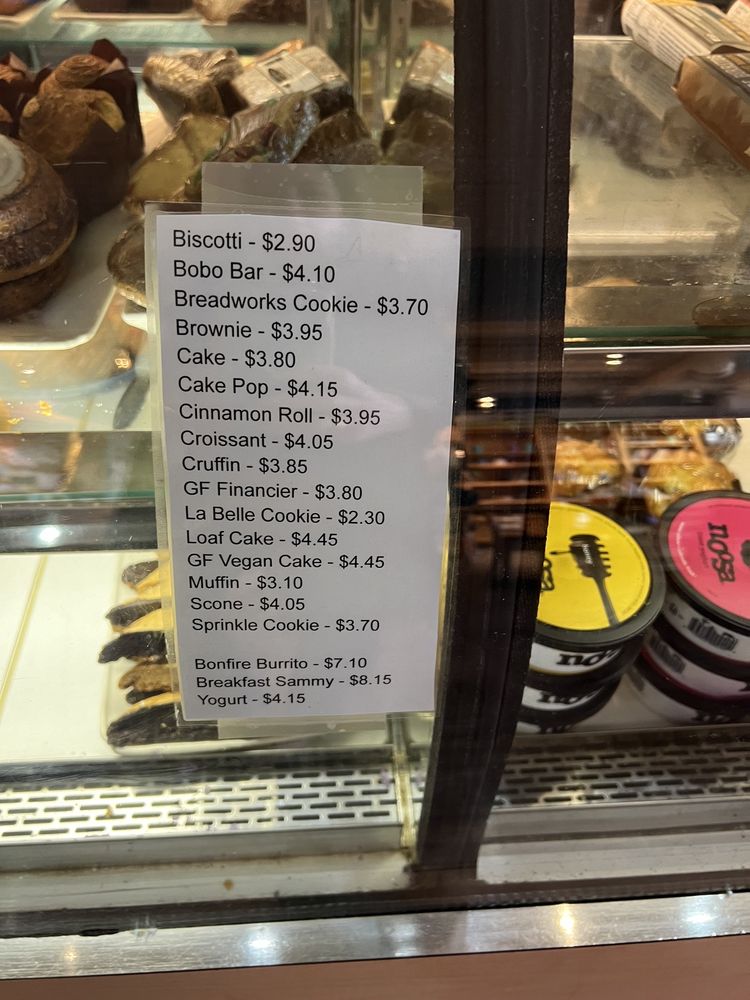 Biscotti - $2.90
Bobo Bar - $4.10
Breadworks Cookie - $3.70
Brownie - $3.95
Cake - $3.80
Cake Pop - $4.15
Cinnamon Roll - $3.95
Croissant - $4.05
Cruffin - $3.85
GF Financier - $3.80
La Belle Cookie - $2.30
Loaf Cake - $4.45
GF Vegan Cake - $4.45
Muffin - $3.10
Scone - $4.05
Sprinkle Cookie - $3.70
Bonfire Burrito - $7.10
Breakfast Sammy - $8.15
Yogurt - $4.15
honey
noosa